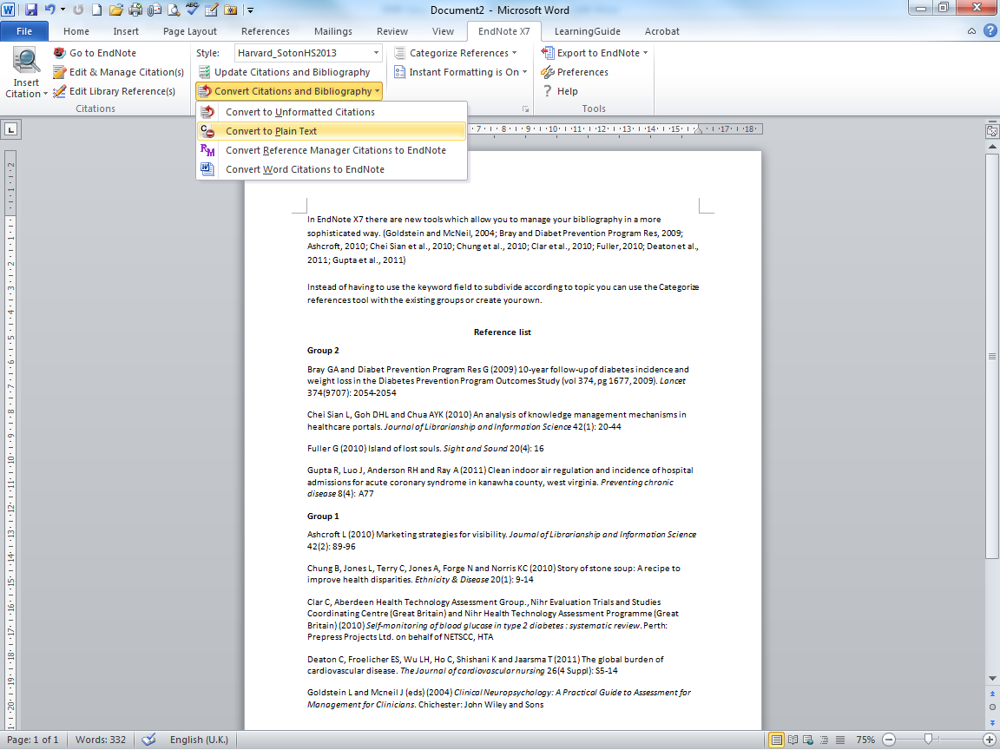 Document2 - Microsoft Word
File Home Insert Page Layout References Mailings Review View EndNote X7 LearningGuide Acrobat
Go to EndNote
Edit & Manage Citation(s)
Edit Library Reference(s)
Insert
Citation
Citations
Style: Harvard_SotonHS2013
Update Citations and Bibliography
Convert Citations and Bibliography
Categorize References
Instant Formatting is On
Export to EndNote
Preferences
Help
Tools
Convert to Unformatted Citations
Convert to Plain Text
Convert Reference Manager Citations to EndNote
Convert Word Citations to EndNote
7 8 9 10 11 12 13 14 15 17 18
In EndNote X7 there are new tools which allow you to manage your bibliography in a more
sophisticated way. (Goldstein and McNeil, 2004; Bray and Diabet Prevention Program Res, 2009;
Ashcroft, 2010; Chei Sian et al., 2010; Chung et al., 2010; Clar et al., 2010; Fuller, 2010; Deaton et al.,
2011; Gupta et al., 2011)
Instead of having to use the keyword field to subdivide according to topic you can use the Categorize
references tool with the existing groups or create your own.
Reference list
Group 2
Bray GA and Diabet Prevention Program Res G (2009) 10-year follow-up of diabetes incidence and
weight loss in the Diabetes Prevention Program Outcomes Study (vol 374, pg 1677, 2009). Lancet
374(9707): 2054-2054
Chei Sian L, Goh DHL and Chua AYK (2010) An analysis of knowledge management mechanisms in
healthcare portals. Journal of Librarianship and Information Science 42(1): 20-44
Fuller G (2010) Island of lost souls. Sight and Sound 20(4): 16
Gupta R, Luo J, Anderson RH and Ray A (2011) Clean indoor air regulation and incidence of hospital
admissions for acute coronary syndrome in kanawha county, west virginia. Preventing chronic
disease 8(4): A77
Group 1
Ashcroft L (2010) Marketing strategies for visibility. Journal of Librarianship and Information Science
42(2): 89-96
Chung B, Jones L, Terry C, Jones A, Forge N and Norris KC (2010) Story of stone soup: A recipe to
improve health disparities. Ethnicity & Disease 20(1): 9-14
Clar C, Aberdeen Health Technology Assessment Group., Nihr Evaluation Trials and Studies
Coordinating Centre (Great Britain) and Nihr Health Technology Assessment Programme (Great
Britain) (2010) Self-monitoring of blood glucose in type 2 diabetes : systematic review. Perth:
Prepress Projects Ltd. on behalf of NETSCC, HTA
Deaton C, Froelicher ES, Wu LH, Ho C, Shishani K and Jaarsma T (2011) The global burden of
cardiovascular disease. The Journal of cardiovascular nursing 26(4 Suppl): S5-14
Goldstein L and Mcneil J (eds) (2004) Clinical Neuropsychology: A Practical Guide to Assessment for
Management for Clinicians. Chichester: John Wiley and Sons
Page: 1 of 1 Words: 332 English (U.K.) 75%